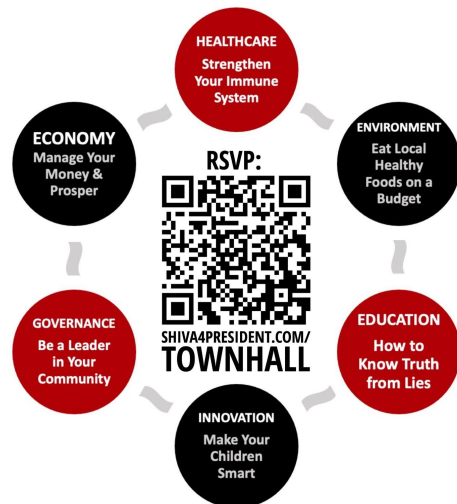 HEALTHCARE
Strengthen
Your Immune
System
ENVIRONMENT
Eat Local
Healthy
Foods on a
Budget
EDUCATION
How to
Know Truth
from Lies
INNOVATION
Make Your
Children
Smart
GOVERNANCE
Be a Leader
in Your
Community
ECONOMY
Manage Your
Money &
Prosper
RSVP:
SHIVA4PRESIDENT.COM/
TOWNHALL